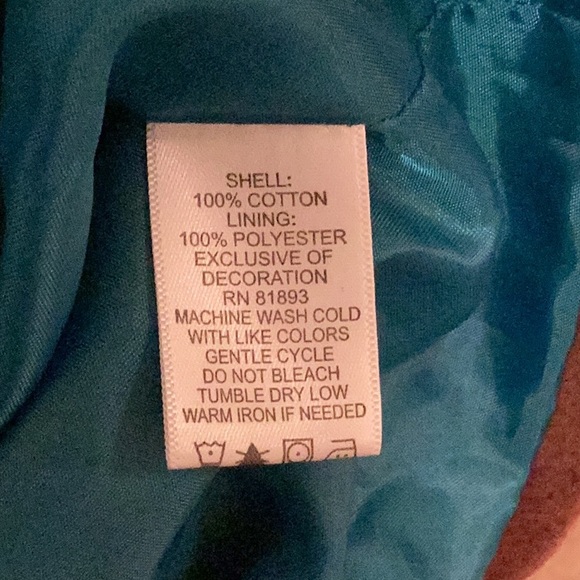 SHELL:
100% COTTON
LINING:
100% POLYESTER
EXCLUSIVE OF
DECORATION
RN 81893
MACHINE WASH COLD
WITH LIKE COLORS
GENTLE CYCLE
DO NOT BLEACH
TUMBLE DRY LOW
WARM IRON IF NEEDED